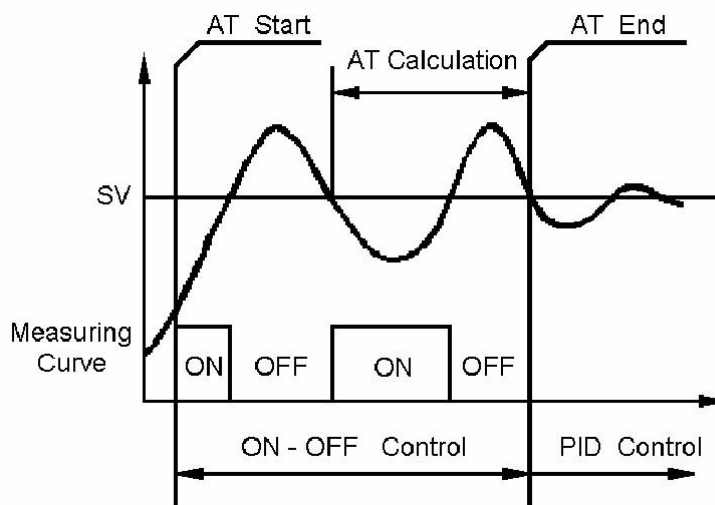 AT Start
AT End
AT Calculation
SV
Measuring
Curve
ON
OFF
ON
OFF
ON - OFF Control
PID Control